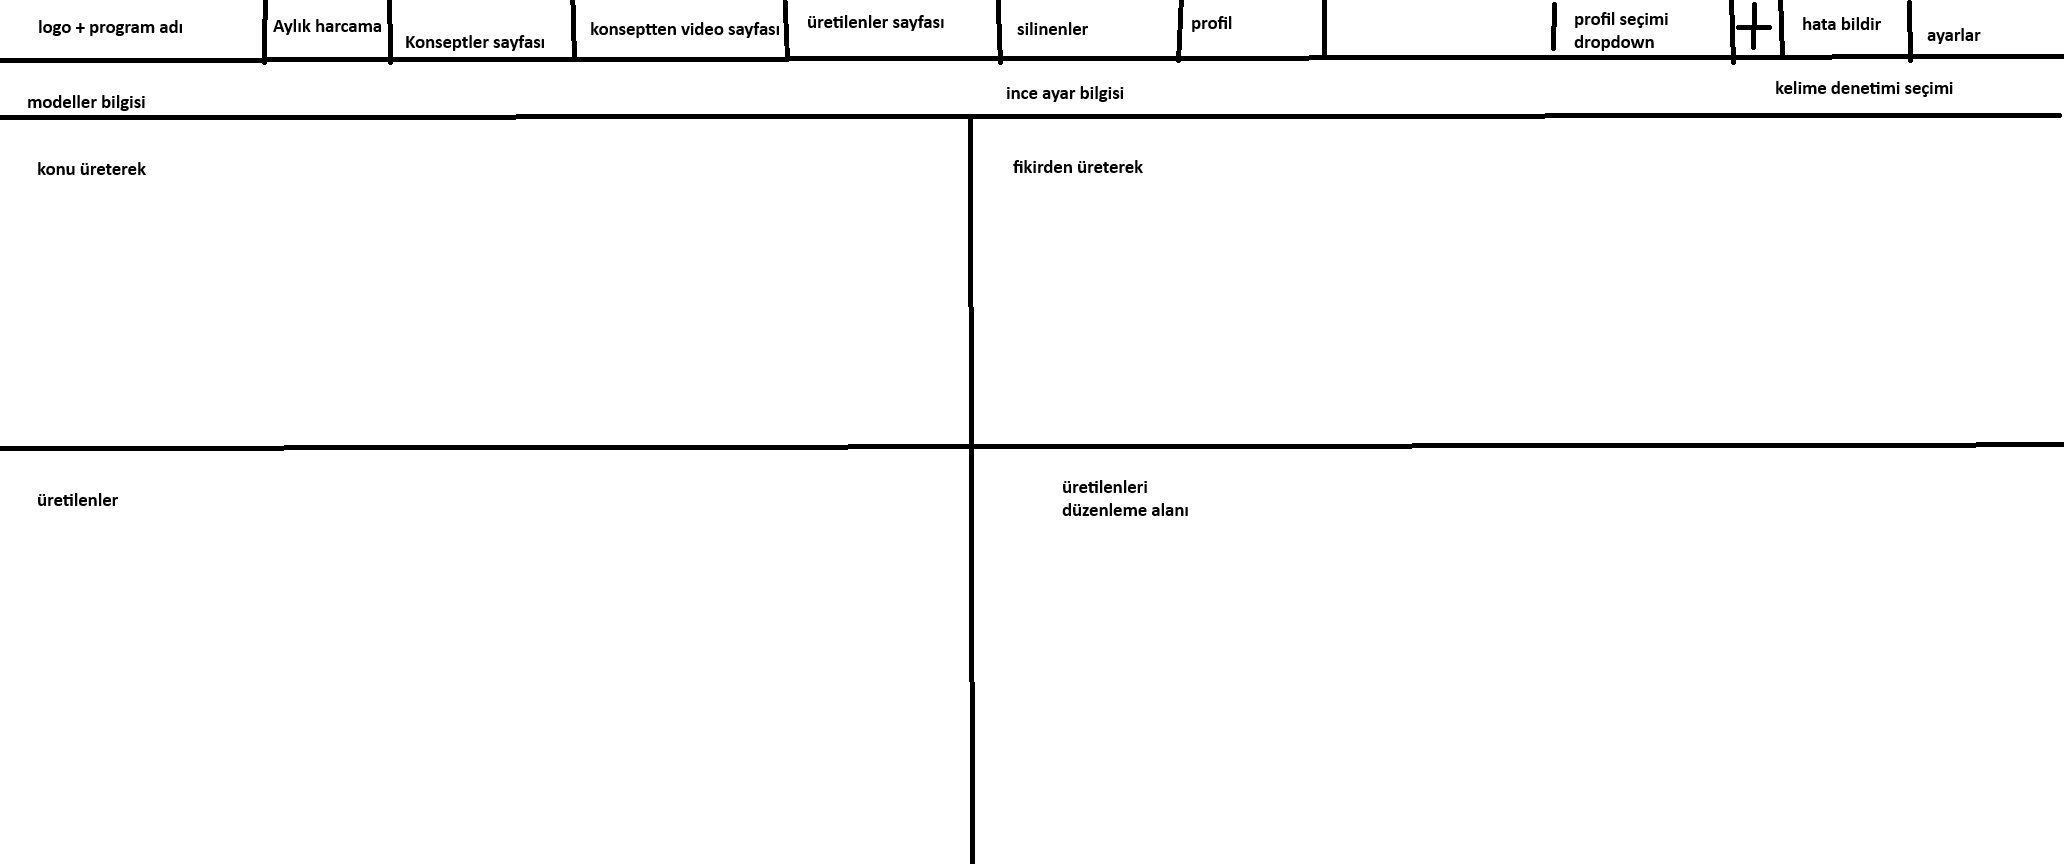 logo + program adı
Aylık harcama
Konseptler sayfası
konseptten video sayfası
üretilenler sayfası
silinenler
profil
profil seçimi
dropdown
+
hata bildir
ayarlar
modeller bilgisi
ince ayar bilgisi
kelime denetimi seçimi
konu üreterek
fikirden üreterek
üretilenler
üretilenleri
düzenleme alanı